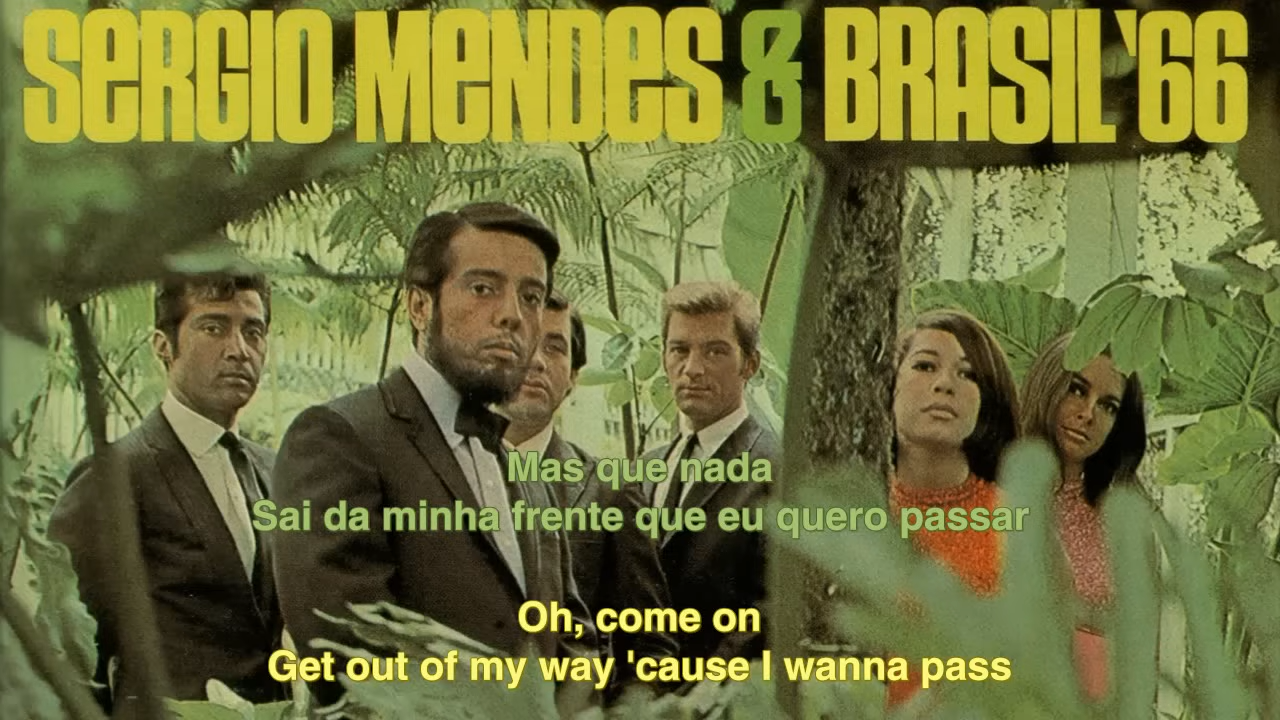 SERGIO MENDES & BRASIL '66
Mas que nada
Sai da minha frente que eu quero passar
Oh, come on
Get out of my way 'cause I wanna pass